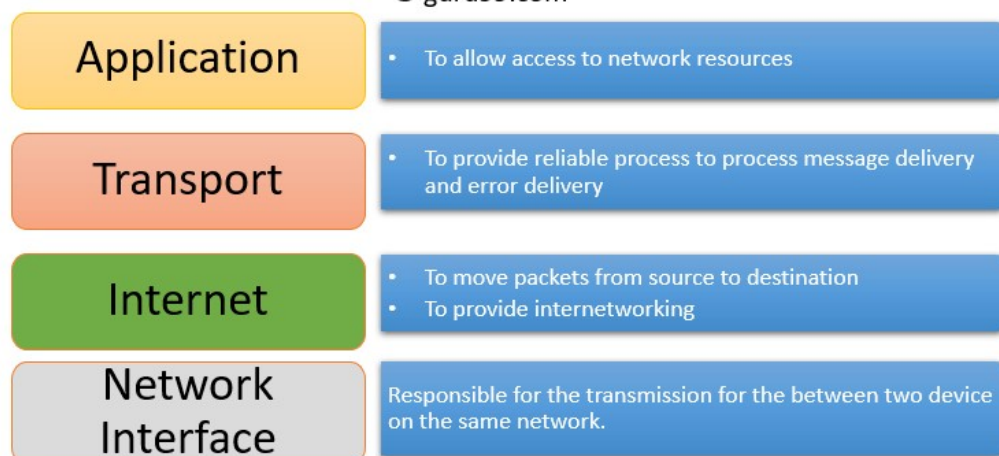 Application
• To allow access to network resources
Transport
• To provide reliable process to process message delivery
and error delivery
Internet
• To move packets from source to destination
• To provide internetworking
Network
Interface
Responsible for the transmission for the between two device
on the same network.